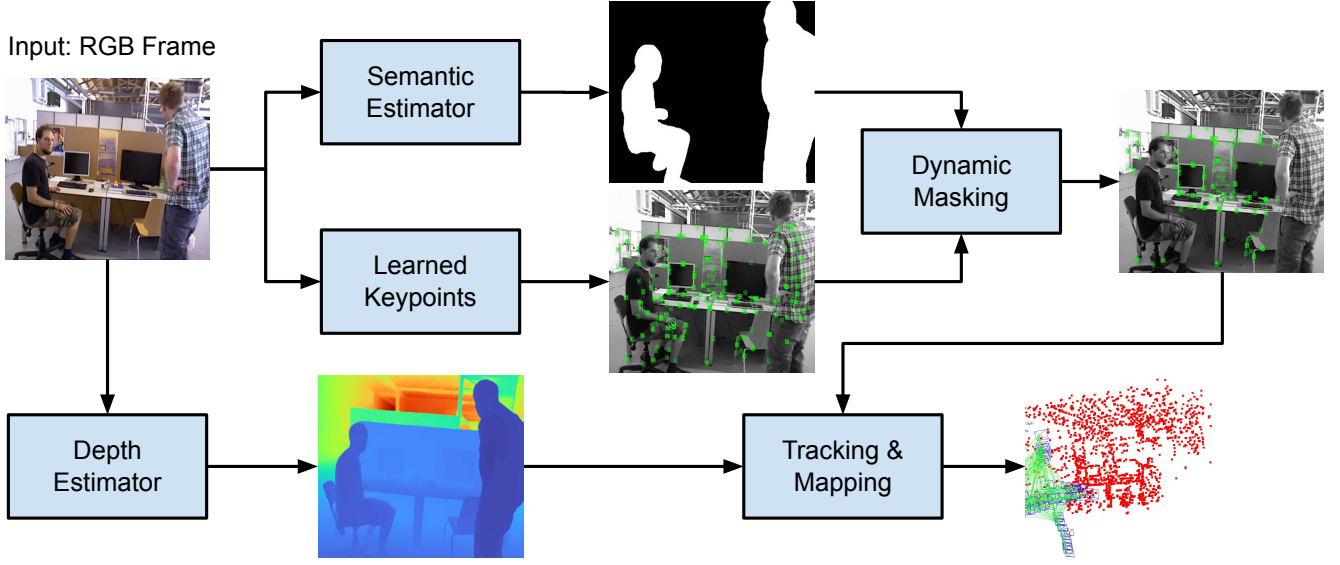 Input: RGB Frame
Semantic
Estimator
Learned
Keypoints
Dynamic
Masking
Depth
Estimator
Tracking &
Mapping